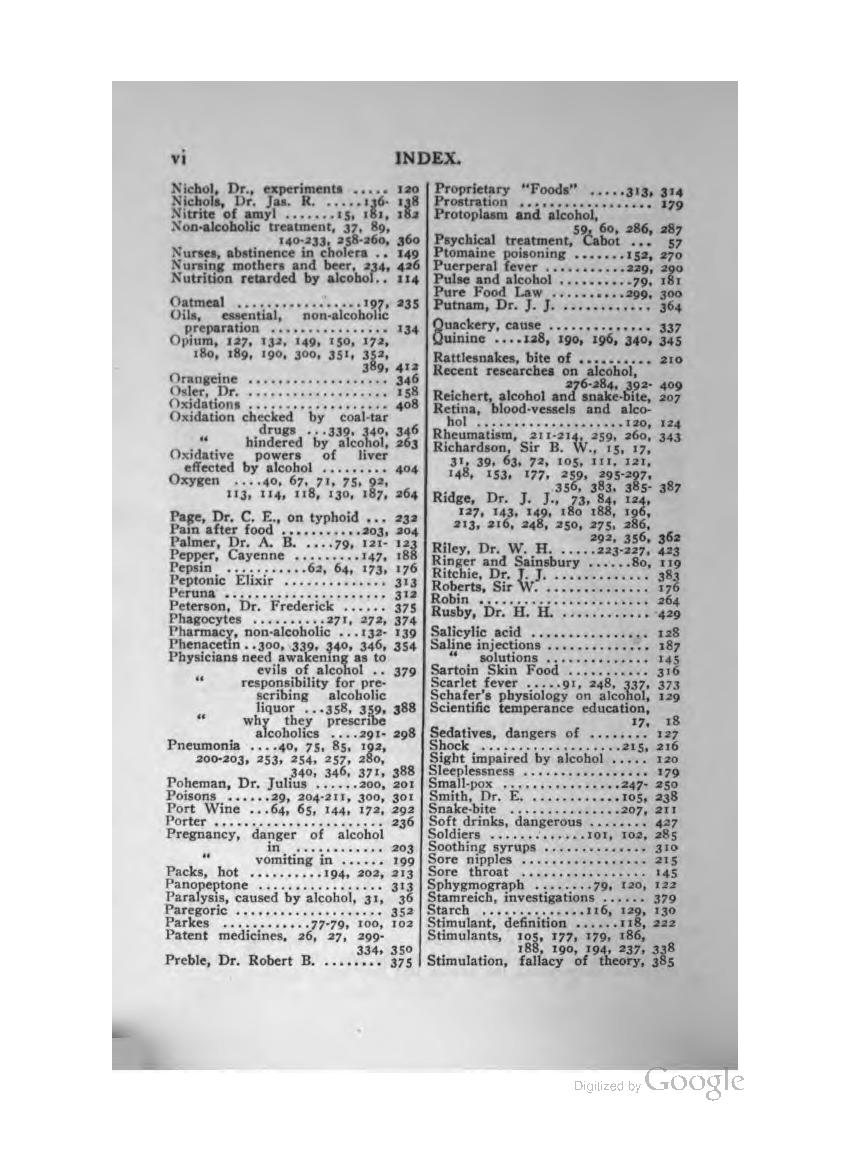 vi INDEX.
Nichol, Dr., experiments ..... 120
Nichols, Dr. Jas. R. .....136- 138
Nitrite of amyl .......15, 181, 182
Non-alcoholic treatment, 37, 89,
140-233, 258-260, 360
Nurses, abstinence in cholera .. 149
Nursing mothers and beer, 234, 426
Nutrition retarded by alcohol.. 114
Oatmeal .................197, 235
Oils, essential, non-alcoholic
preparation ................ 134
Opium, 127, 132, 149, 150, 172,
180, 189, 190, 300, 351, 352,
389, 412
Orangeine ................... 346
Osler, Dr. ................... 158
Oxidations ................... 408
Oxidation checked by coal-tar
drugs ...339, 340, 346
“ hindered by alcohol, 263
Oxidative powers of liver
effected by alcohol ......... 404
Oxygen ....40, 67, 71, 75, 92,
113, 114, 118, 130, 187, 264
Page, Dr. C. E., on typhoid ... 232
Pain after food ...........203, 204
Palmer, Dr. A. B. ....79, 121- 123
Pepper, Cayenne .........147, 188
Pepsin ...........62, 64, 173, 176
Peptonic Elixir .............. 313
Peruna ...................... 312
Peterson, Dr. Frederick ...... 375
Phagocytes ..........271, 272, 374
Pharmacy, non-alcoholic ...132- 139
Phenacetin ..300, 339, 340, 346, 354
Physicians need awakening as to
evils of alcohol .. 379
“ responsibility for pre-
scribing alcoholic
liquor ...358, 359, 388
“ why they prescribe
alcoholics ....291- 298
Pneumonia ....40, 75, 85, 192,
200-203, 253, 254, 257, 280,
340, 346, 371, 388
Poheman, Dr. Julius ......200, 201
Poisons ......29, 204-211, 300, 301
Port Wine ...64, 65, 144, 172, 292
Porter ....................... 236
Pregnancy, danger of alcohol
in ............ 203
“ vomiting in ...... 199
Packs, hot ..........194, 202, 213
Panopeptone ................. 313
Paralysis, caused by alcohol, 31, 36
Paregoric .................... 352
Parkes ............77-79, 100, 102
Patent medicines, 26, 27, 299-
334, 350
Preble, Dr. Robert B. ........ 375
Proprietary “Foods” .....313, 314
Prostration .................. 179
Protoplasm and alcohol,
59, 60, 286, 287
Psychical treatment, Cabot ... 57
Ptomaine poisoning .......152, 270
Puerperal fever ...........229, 290
Pulse and alcohol ..........79, 181
Pure Food Law ..........299, 300
Putnam, Dr. J. J. ............ 364
Quackery, cause .............. 337
Quinine ....128, 190, 196, 340, 345
Rattlesnakes, bite of .......... 210
Recent researches on alcohol,
276-284, 392- 409
Reichert, alcohol and snake-bite, 207
Retina, blood-vessels and alco-
hol ....................120, 124
Rheumatism, 211-214, 259, 260, 343
Richardson, Sir B. W., 15, 17,
31, 39, 63, 72, 105, 111, 121,
148, 153, 177, 259, 295-297,
356, 383, 385- 387
Ridge, Dr. J. J., 73, 84, 124,
127, 143, 149, 180 188, 196,
213, 216, 248, 250, 275, 286,
292, 356, 362
Riley, Dr. W. H. .....223-227, 423
Ringer and Sainsbury ......80, 119
Ritchie, Dr. J. J. ............. 383
Roberts, Sir W. .............. 176
Robin ....................... 264
Rusby, Dr. H. H. ............ 429
Salicylic acid ................ 128
Saline injections .............. 187
“ solutions .............. 145
Sartoin Skin Food ........... 316
Scarlet fever .....91, 248, 337, 373
Schafer's physiology on alcohol, 129
Scientific temperance education,
17, 18
Sedatives, dangers of ........ 127
Shock ...................215, 216
Sight impaired by alcohol ..... 120
Sleeplessness ................. 179
Small-pox ................247- 250
Smith, Dr. E. ............105, 238
Snake-bite ...............207, 211
Soft drinks, dangerous ........ 427
Soldiers .............101, 102, 285
Soothing syrups .............. 310
Sore nipples ................. 215
Sore throat ................. 145
Sphygmograph ........79, 120, 122
Stamreich, investigations ...... 379
Starch ..............116, 129, 130
Stimulant, definition ......118, 222
Stimulants, 105, 177, 179, 186,
188, 190, 194, 237, 338
Stimulation, fallacy of theory, 385
Digitized by Google